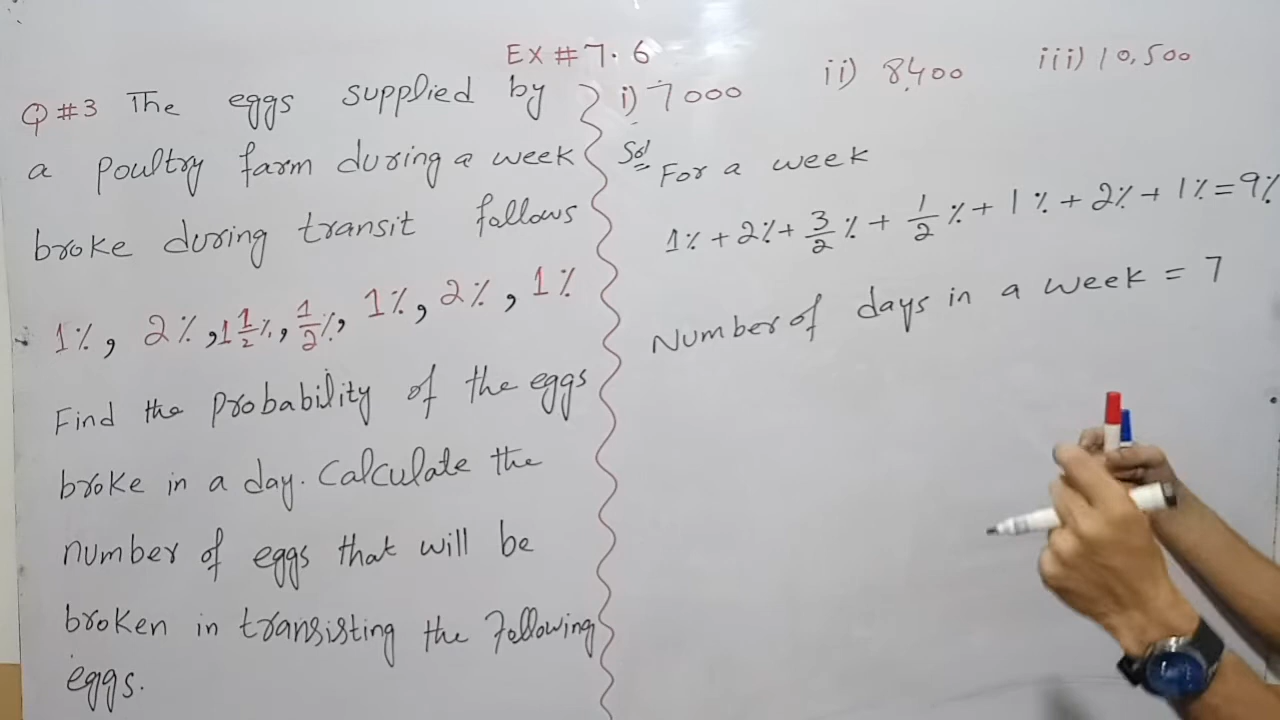 Ex # 7.6
Q #3 The eggs supplied by
a poultry farm during a week
broke during transit follows
1%, 2%, 1 1/2%, 1/2%, 1%, 2%, 1%
Find the probability of the eggs
broke in a day. Calculate the
number of eggs that will be
broken in transisting the Following
eggs.
i) 7000 ii) 8,400 iii) 10,500
Sol
For a week
1% + 2% + 3/2% + 1/2% + 1% + 2% + 1% = 9%
Number of days in a week = 7